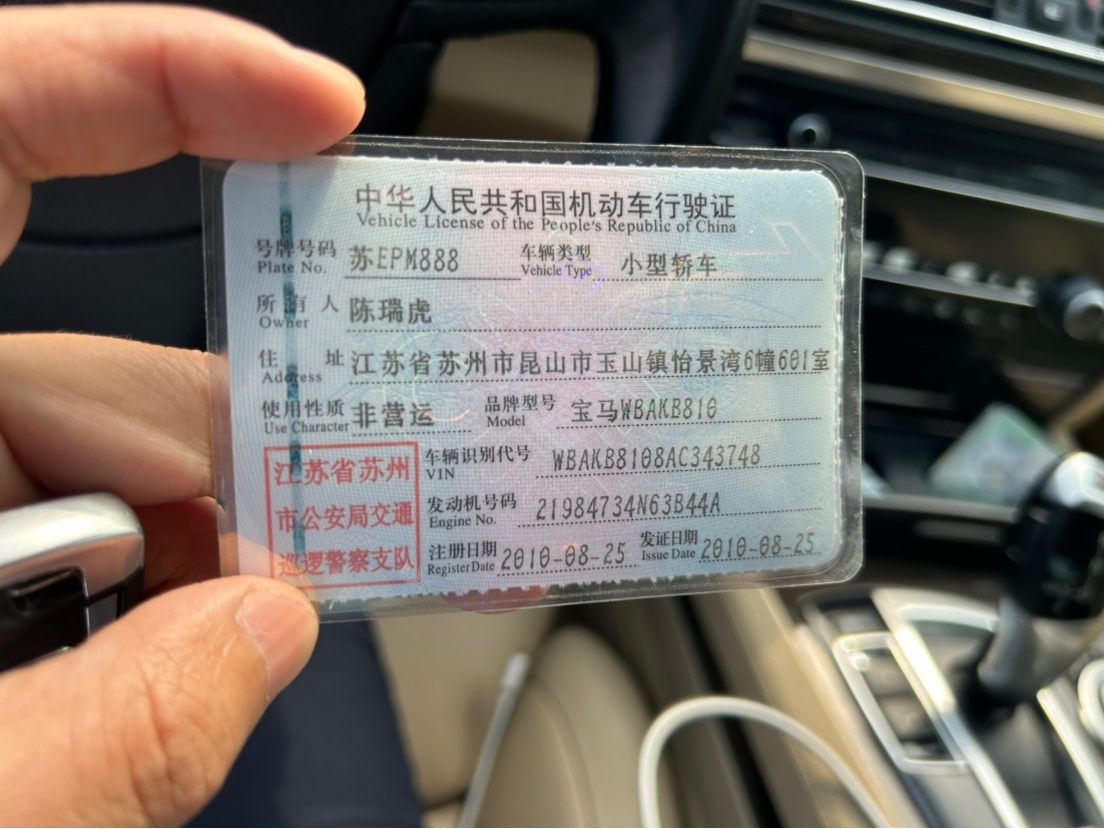 中华人民共和国机动车行驶证
Vehicle License of the People's Republic of China
号牌号码 苏EPM888 车辆类型 小型轿车
Plate No. Vehicle Type
所有人 陈瑞虎
Owner
住址 江苏省苏州市昆山市玉山镇怡景湾6幢601室
Address
使用性质 非营运 品牌型号 宝马WBAKB810
Use Character Model
江苏省苏州
市公安局交通
巡逻警察支队
车辆识别代号 WBAKB8108AC343748
VIN
发动机号码 21984734N63B44A
Engine No.
注册日期 2010-08-25 发证日期 2010-08-25
Register Date Issue Date